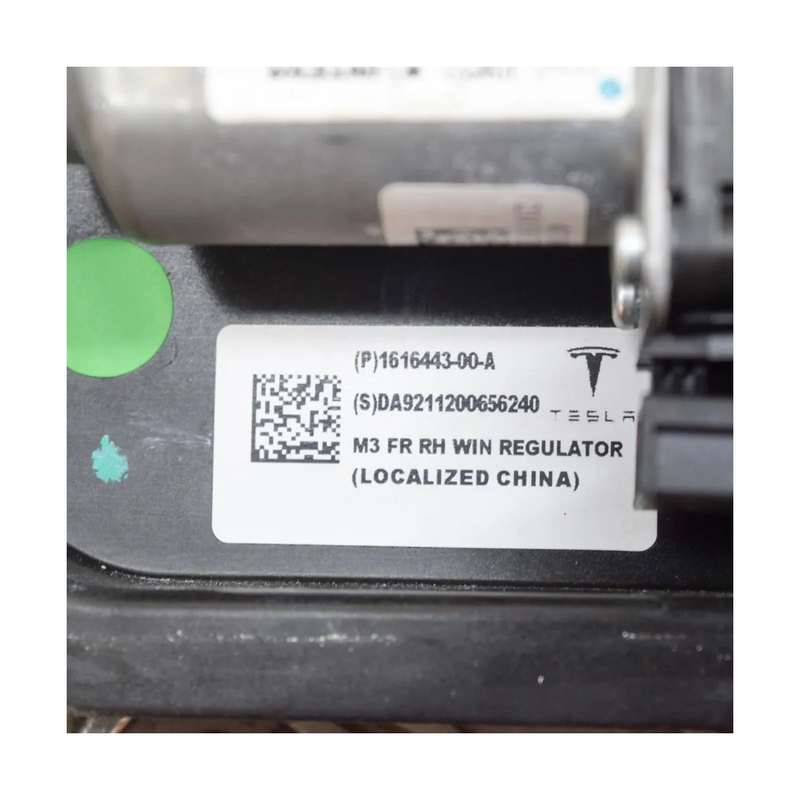 (P)1616443-00-A
(S)DA9211200656240
TESLA
M3 FR RH WIN REGULATOR
(LOCALIZED CHINA)